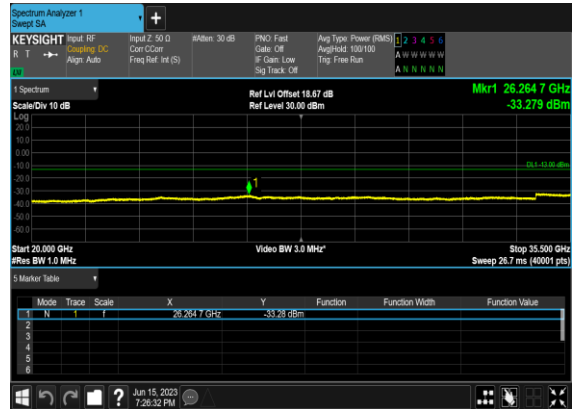 Spectrum Analyzer 1
Swept SA
+
KEYSIGHT Input: RF Input Z: 50 Ω #Atten: 30 dB PNO: Fast Avg Type: Power (RMS) 1 2 3 4 5 6
R T Coupling: DC Corr CCorr Gate: Off Avg|Hold: 100/100 A W W W W W
Align: Auto Freq Ref: Int (S) IF Gain: Low Trig: Free Run
Sig Track: Off A N N N N N
1 Spectrum Ref Lvl Offset 18.67 dB Mkr1 26.264 7 GHz
Scale/Div 10 dB Ref Level 30.00 dBm -33.279 dBm
Log
20.0
10.0
0.00
-10.0 DL1 -13.00 dBm
-20.0 1
-30.0
-40.0
-50.0
-60.0
Start 20.000 GHz Video BW 3.0 MHz* Stop 35.500 GHz
#Res BW 1.0 MHz Sweep 26.7 ms (40001 pts)
5 Marker Table
Mode Trace Scale X Y Function Function Width Function Value
1 N 1 f 26.264 7 GHz -33.28 dBm
2
3
4
5
6
? Jun 15, 2023
7:26:32 PM